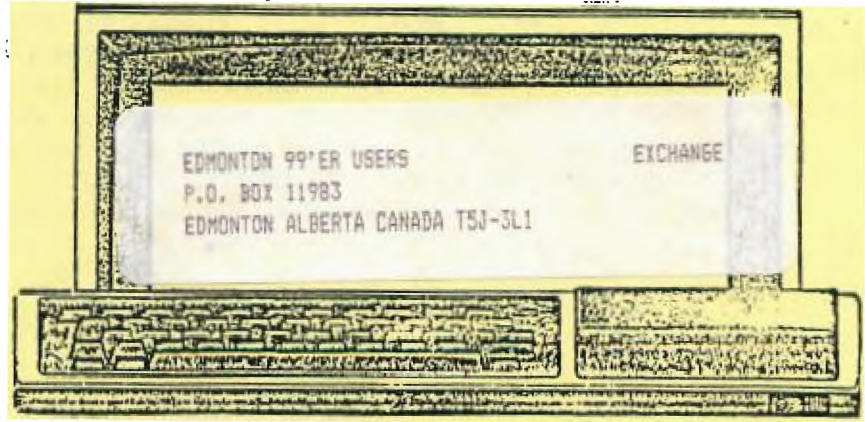 EDMONTON 99'ER USERS EXCHANGE
P.O. BOX 11983
EDMONTON ALBERTA CANADA T5J-3L1